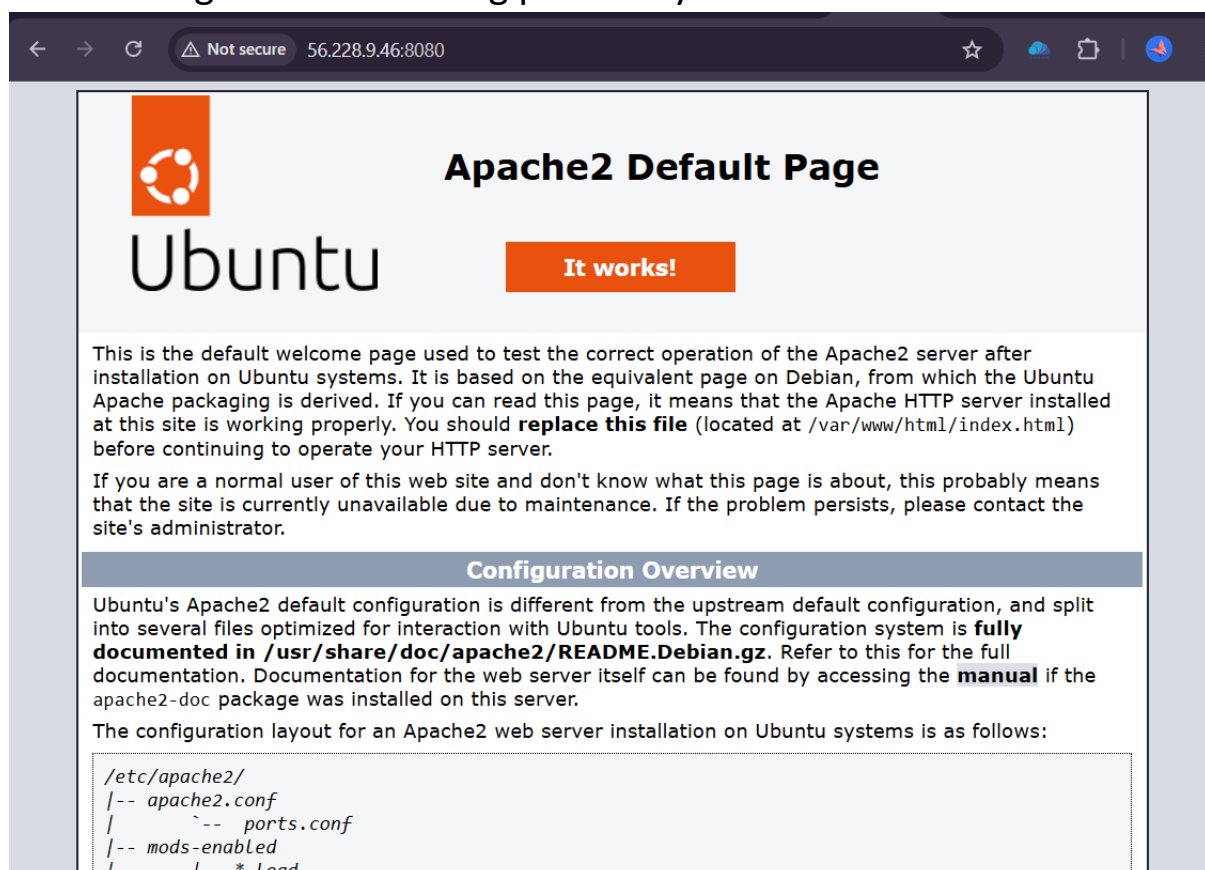 Not secure 56.228.9.46:8080
Apache2 Default Page
Ubuntu
It works!
This is the default welcome page used to test the correct operation of the Apache2 server after
installation on Ubuntu systems. It is based on the equivalent page on Debian, from which the Ubuntu
Apache packaging is derived. If you can read this page, it means that the Apache HTTP server installed
at this site is working properly. You should replace this file (located at /var/www/html/index.html)
before continuing to operate your HTTP server.
If you are a normal user of this web site and don't know what this page is about, this probably means
that the site is currently unavailable due to maintenance. If the problem persists, please contact the
site's administrator.
Configuration Overview
Ubuntu's Apache2 default configuration is different from the upstream default configuration, and split
into several files optimized for interaction with Ubuntu tools. The configuration system is fully
documented in /usr/share/doc/apache2/README.Debian.gz. Refer to this for the full
documentation. Documentation for the web server itself can be found by accessing the manual if the
apache2-doc package was installed on this server.
The configuration layout for an Apache2 web server installation on Ubuntu systems is as follows:
/etc/apache2/
|-- apache2.conf
|       `--  ports.conf
|-- mods-enabled